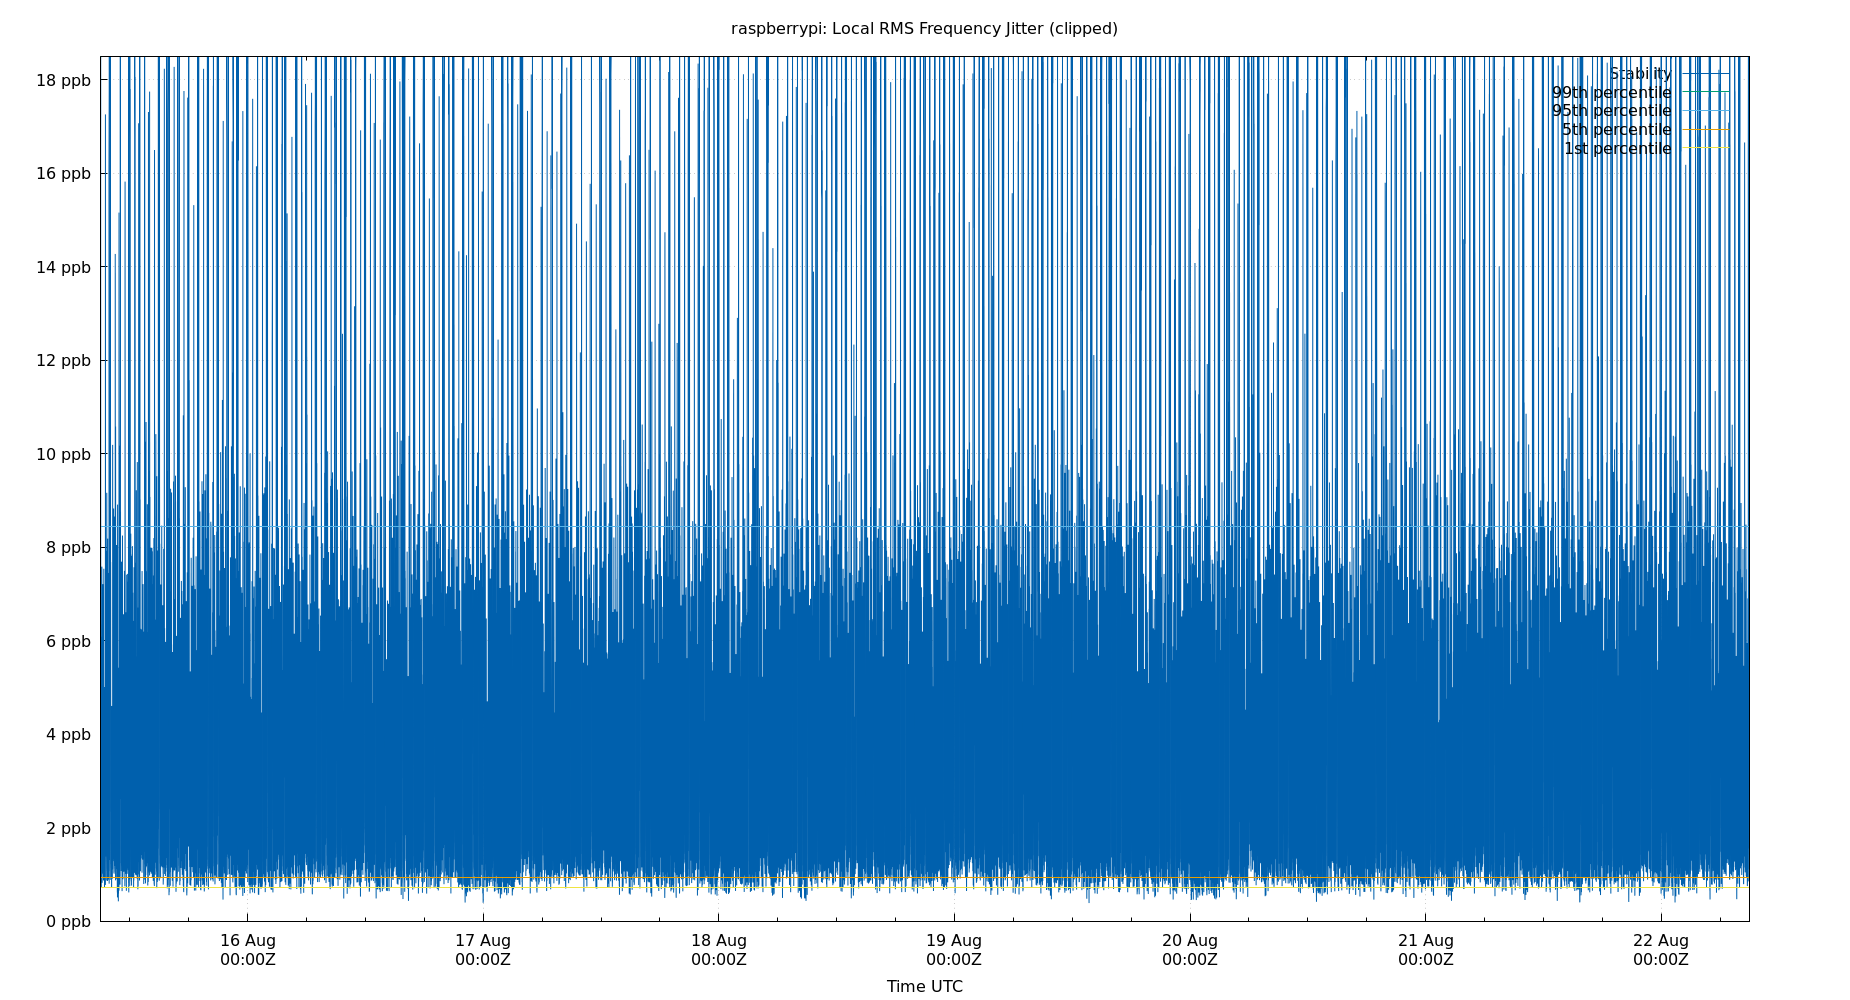 raspberrypi: Local RMS Frequency Jitter (clipped)
18 ppb
16 ppb
14 ppb
12 ppb
10 ppb
8 ppb
6 ppb
4 ppb
2 ppb
0 ppb
Stability
99th percentile
95th percentile
5th percentile
1st percentile
16 Aug
00:00Z
17 Aug
00:00Z
18 Aug
00:00Z
19 Aug
00:00Z
20 Aug
00:00Z
21 Aug
00:00Z
22 Aug
00:00Z
Time UTC